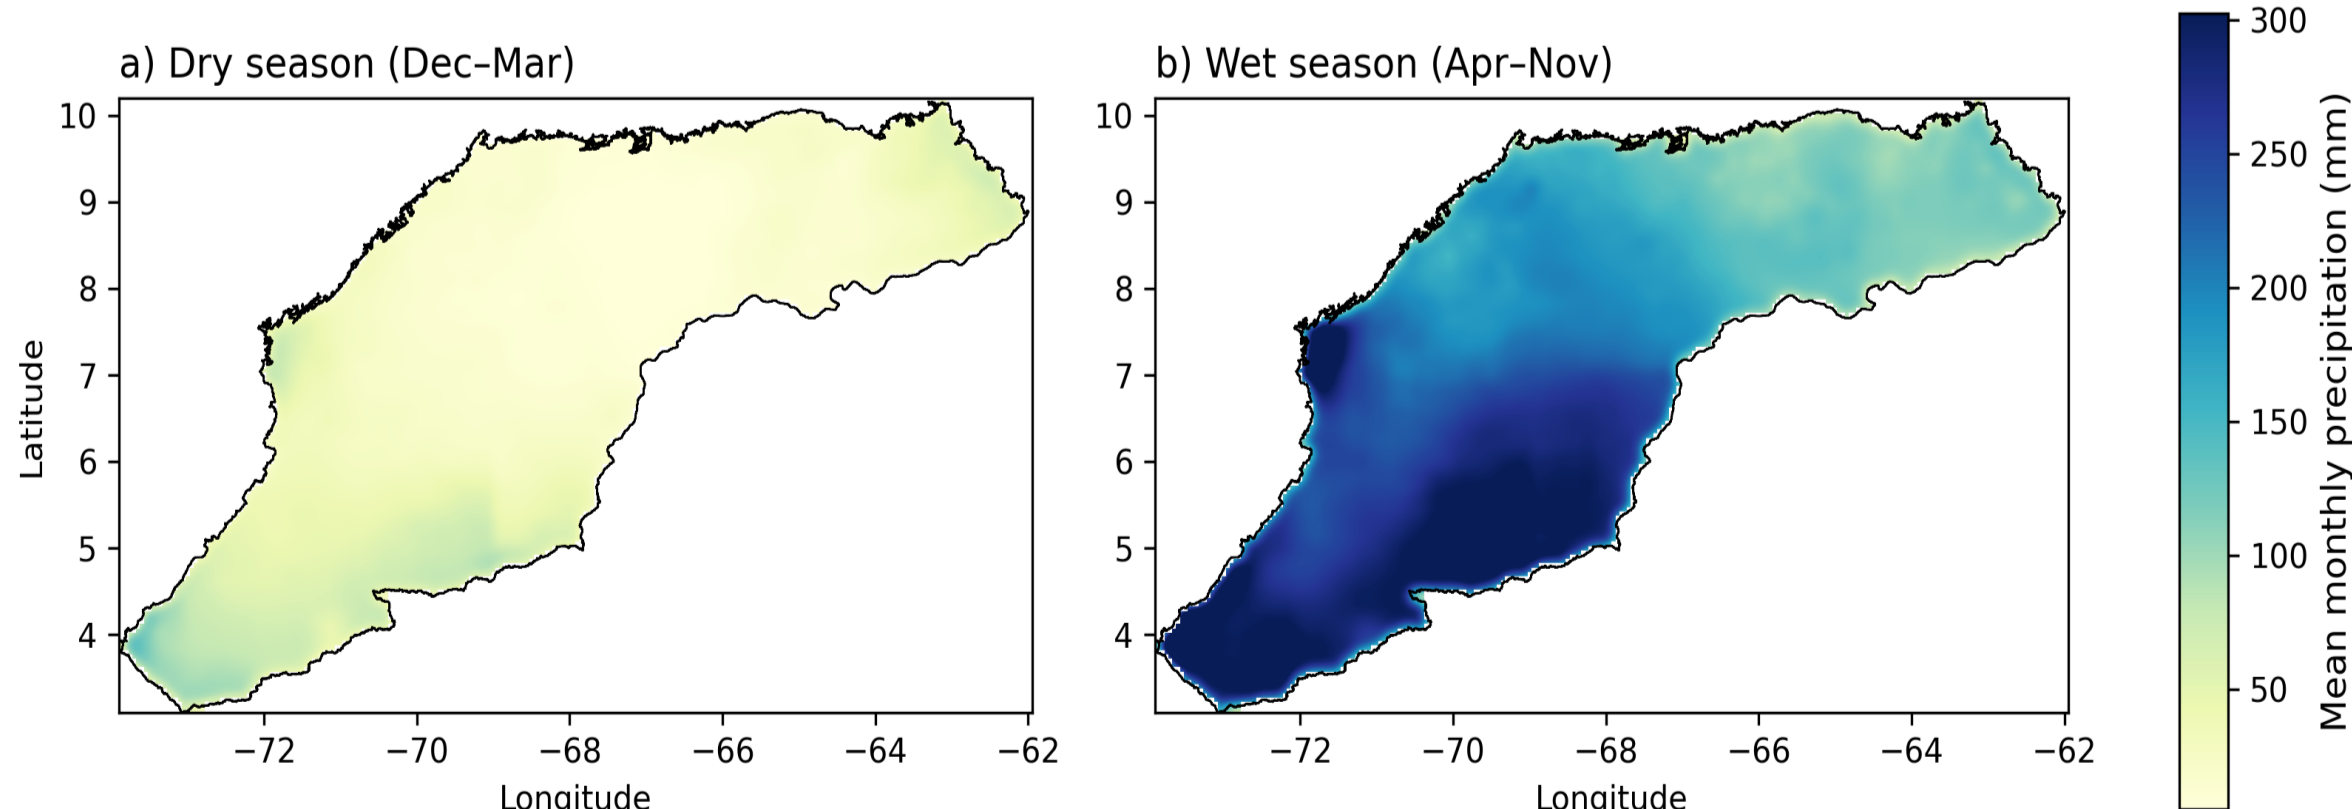 a) Dry season (Dec–Mar)
10
9
8
7
6
5
4
Latitude
−72 −70 −68 −66 −64 −62
Longitude
b) Wet season (Apr–Nov)
10
9
8
7
6
5
4
−72 −70 −68 −66 −64 −62
Longitude
300
250
200
150
100
50
Mean monthly precipitation (mm)